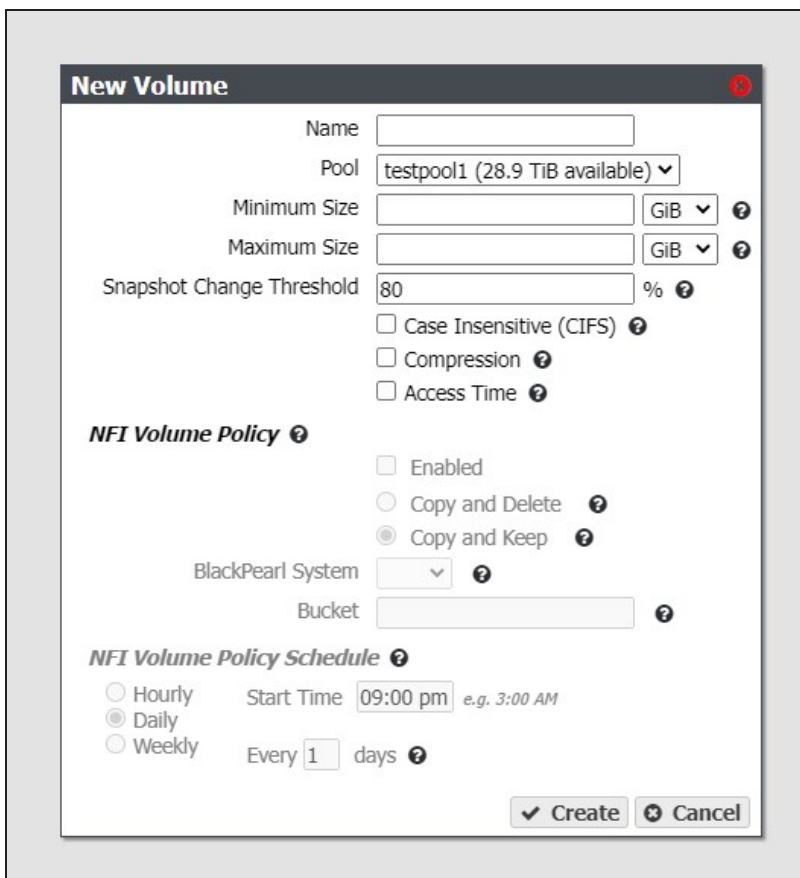 New Volume
Name
Pool testpool1 (28.9 TiB available)
Minimum Size GiB
Maximum Size GiB
Snapshot Change Threshold 80 %
Case Insensitive (CIFS)
Compression
Access Time
NFI Volume Policy
Enabled
Copy and Delete
Copy and Keep
BlackPearl System
Bucket
NFI Volume Policy Schedule
Hourly Start Time 09:00 pm e.g. 3:00 AM
Daily
Weekly Every 1 days
Create Cancel